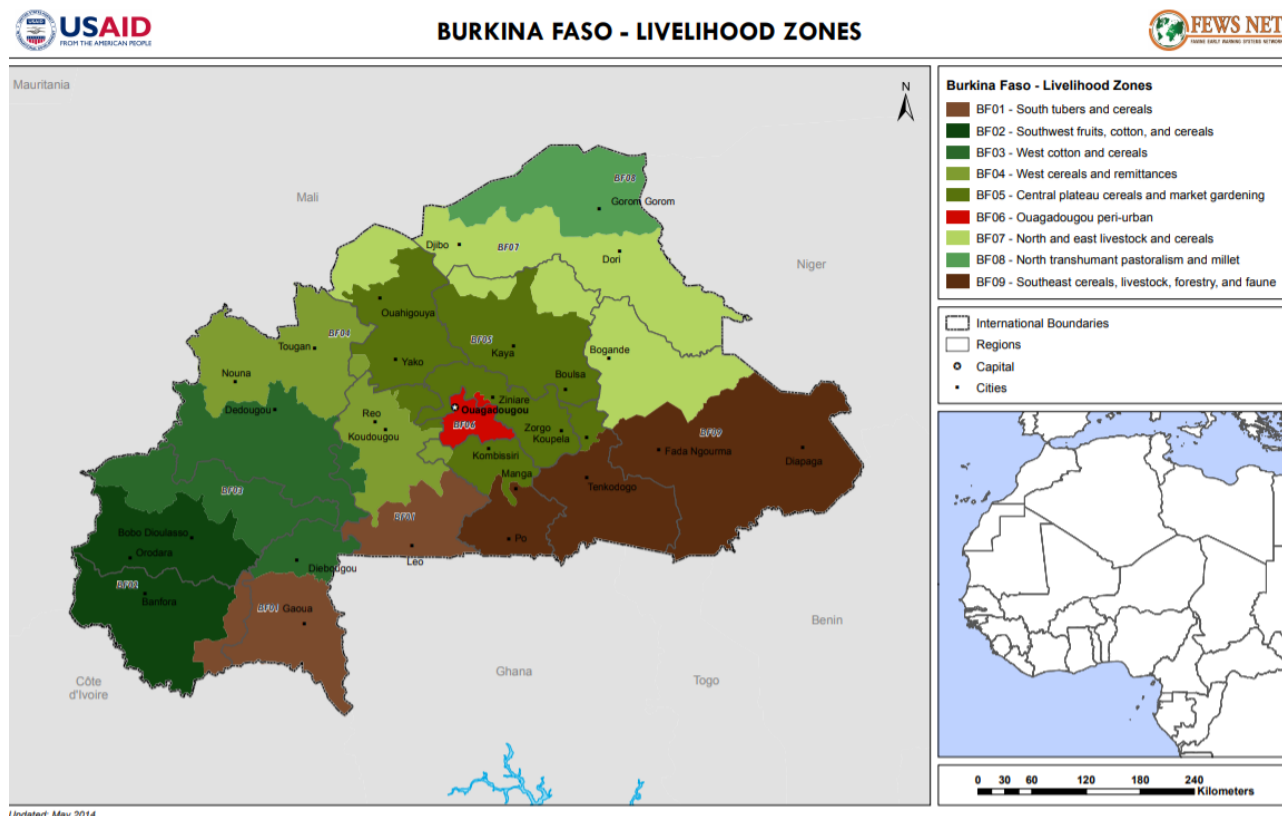 USAID
FROM THE AMERICAN PEOPLE
BURKINA FASO - LIVELIHOOD ZONES
FEWS NET
FAMINE EARLY WARNING SYSTEMS NETWORK
Mauritania
N
Mali
Niger
BF08
Gorom Gorom
Djibo
BF07
Dori
Ouahigouya
BF04
Tougan
BF05
Kaya
Bogande
Yako
Nouna
Boulsa
Ziniare
Dedougou
Reo
Ouagadougou
BF06
Koudougou
Zorgo
Koupela
BF09
Kombissiri
Fada Ngourma
Diapaga
Manga
Tenkodogo
BF03
BF01
Bobo Dioulasso
Orodara
Po
Leo
Diebougou
BF02
Banfora
BF01
Gaoua
Benin
Ghana
Togo
Côte
d'Ivoire
Burkina Faso - Livelihood Zones
BF01 - South tubers and cereals
BF02 - Southwest fruits, cotton, and cereals
BF03 - West cotton and cereals
BF04 - West cereals and remittances
BF05 - Central plateau cereals and market gardening
BF06 - Ouagadougou peri-urban
BF07 - North and east livestock and cereals
BF08 - North transhumant pastoralism and millet
BF09 - Southeast cereals, livestock, forestry, and faune
International Boundaries
Regions
Capital
Cities
0 30 60 120 180 240
Kilometers
Updated: May 2014